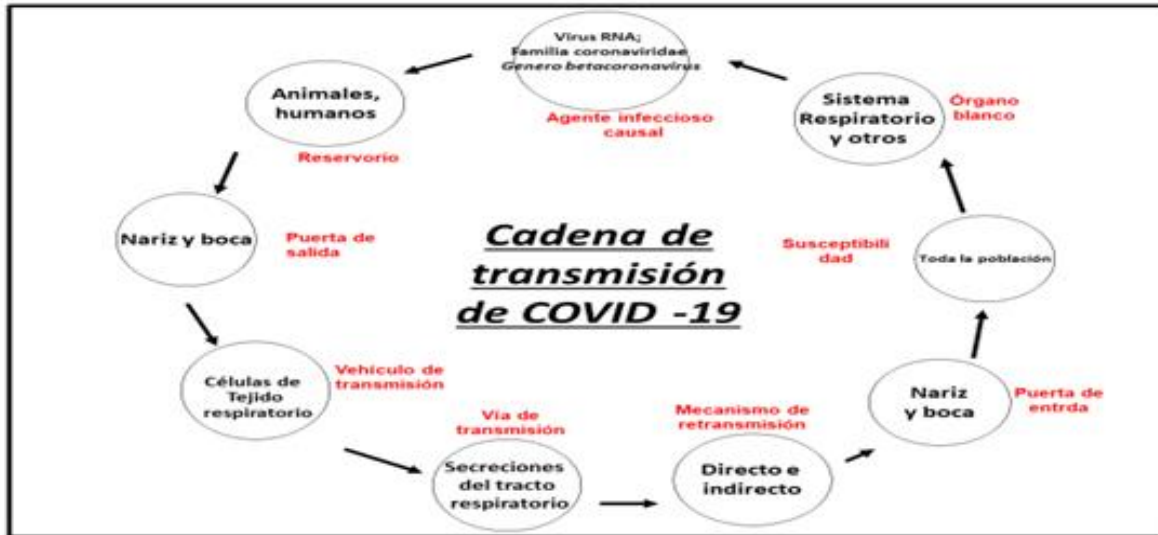 Virus RNA;
Familia coronaviridae
Genero betacoronavirus
Agente infeccioso
causal
Animales,
humanos
Reservorio
Nariz y boca
Puerta de
salida
Células de
Tejido
respiratorio
Vehículo de
transmisión
Vía de
transmisión
Secreciones
del tracto
respiratorio
Mecanismo de
retransmisión
Directo e
indirecto
Nariz
y boca
Puerta de
entrda
Susceptibili
dad
Toda la población
Sistema
Respiratorio
y otros
Órgano
blanco
Cadena de
transmisión
de COVID -19